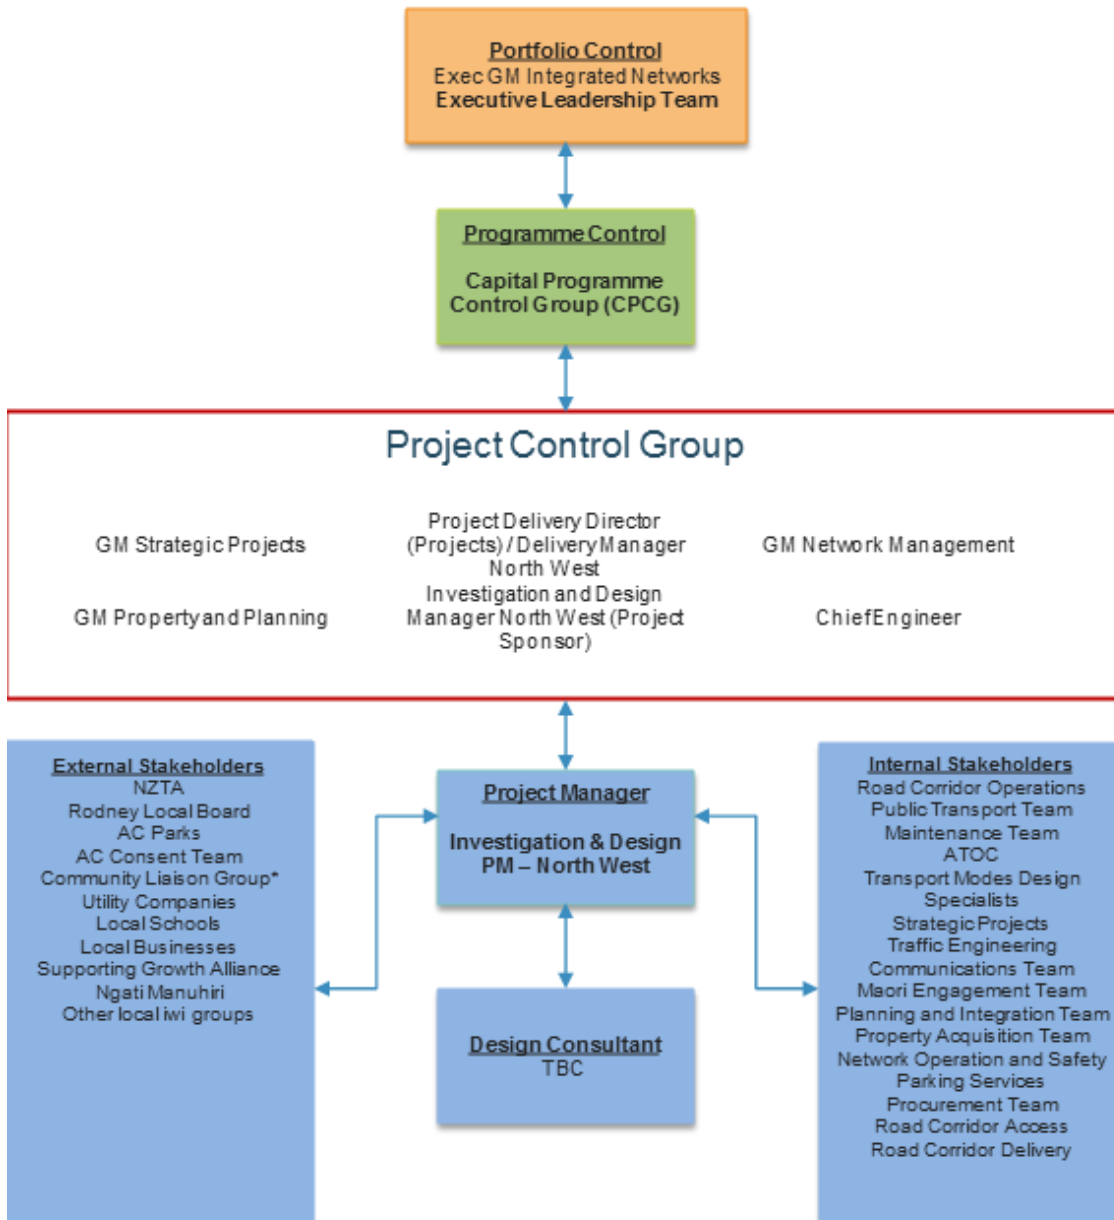 Portfolio Control
Exec GM Integrated Networks
Executive Leadership Team
Programme Control
Capital Programme
Control Group (CPCG)
Project Control Group
GM Strategic Projects
Project Delivery Director
(Projects) / Delivery Manager
North West
GM Network Management
GM Property and Planning
Investigation and Design
Manager North West (Project
Sponsor)
Chief Engineer
External Stakeholders
NZTA
Rodney Local Board
AC Parks
AC Consent Team
Community Liaison Group*
Utility Companies
Local Schools
Local Businesses
Supporting Growth Alliance
Ngati Manuhiri
Other local iwi groups
Project Manager
Investigation & Design
PM – North West
Design Consultant
TBC
Internal Stakeholders
Road Corridor Operations
Public Transport Team
Maintenance Team
ATOC
Transport Modes Design
Specialists
Strategic Projects
Traffic Engineering
Communications Team
Maori Engagement Team
Planning and Integration Team
Property Acquisition Team
Network Operation and Safety
Parking Services
Procurement Team
Road Corridor Access
Road Corridor Delivery